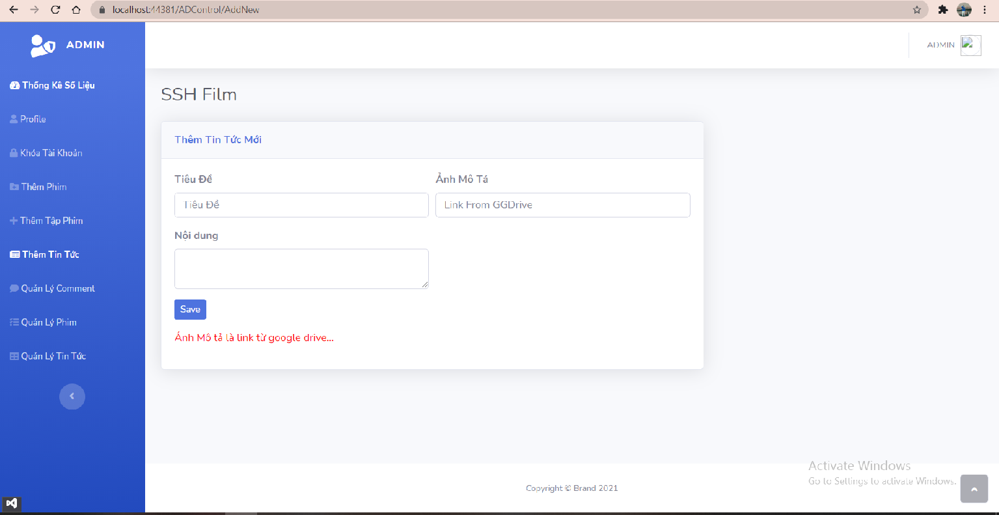 localhost:44381/ADControl/AddNew
ADMIN
ADMIN
Thống Kê Số Liệu
Profile
Khóa Tài Khoản
Thêm Phim
Thêm Tập Phim
Thêm Tin Tức
Quản Lý Comment
Quản Lý Phim
Quản Lý Tin Tức
SSH Film
Thêm Tin Tức Mới
Tiêu Đề
Ảnh Mô Tả
Tiêu Đề
Link From GGDrive
Nội dung
Save
Ảnh Mô tả là link từ google drive...
Activate Windows
Go to Settings to activate Windows.
Copyright © Brand 2021